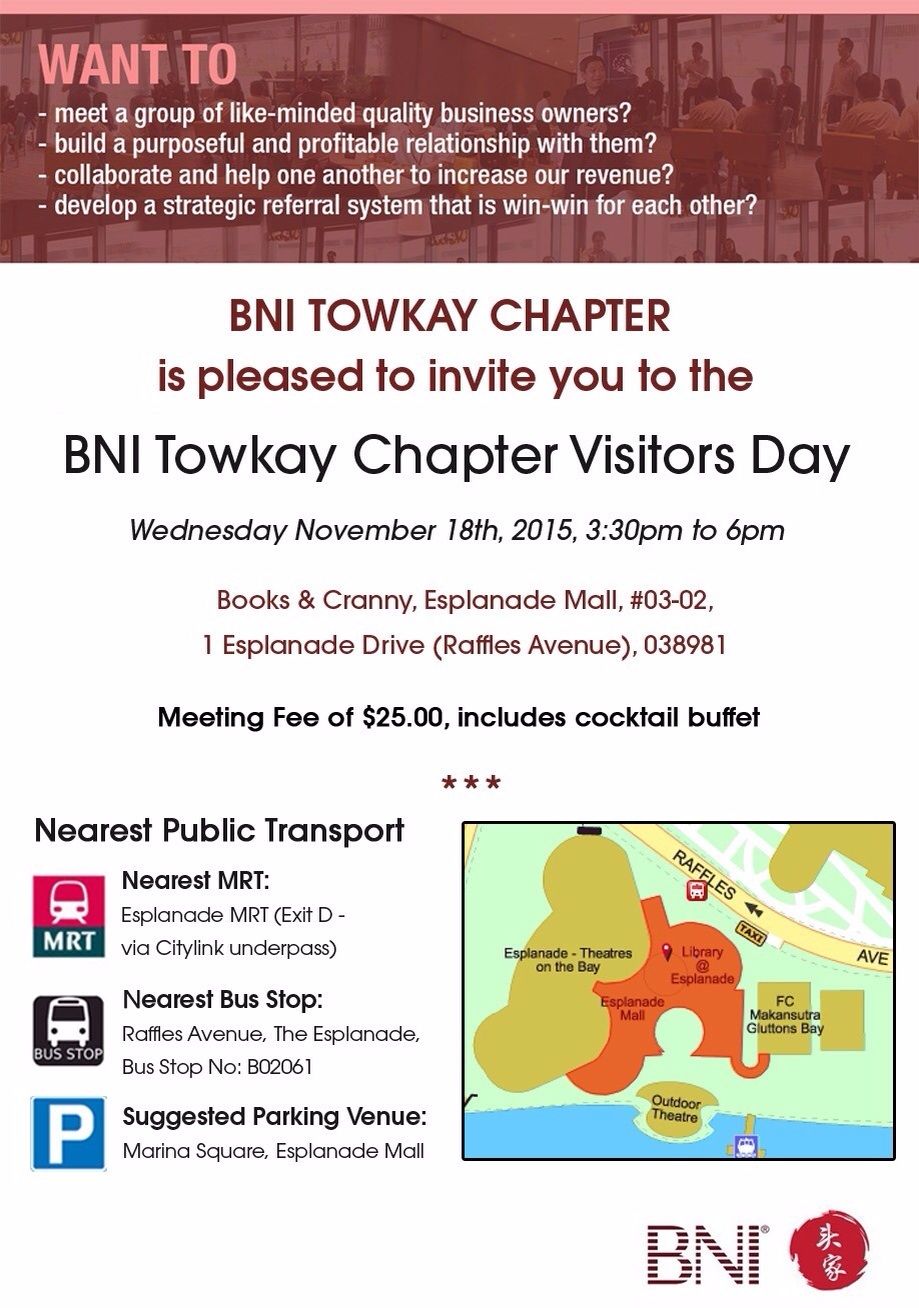 WANT TO
- meet a group of like-minded quality business owners?
- build a purposeful and profitable relationship with them?
- collaborate and help one another to increase our revenue?
- develop a strategic referral system that is win-win for each other?
BNI TOWKAY CHAPTER
is pleased to invite you to the
BNI Towkay Chapter Visitors Day
Wednesday November 18th, 2015, 3:30pm to 6pm
Books & Cranny, Esplanade Mall, #03-02,
1 Esplanade Drive (Raffles Avenue), 038981
Meeting Fee of $25.00, includes cocktail buffet
***
Nearest Public Transport
MRT
Nearest MRT:
Esplanade MRT (Exit D -
via Citylink underpass)
BUS STOP
Nearest Bus Stop:
Raffles Avenue, The Esplanade,
Bus Stop No: B02061
P
Suggested Parking Venue:
Marina Square, Esplanade Mall
RAFFLES
TAXI
AVE
Esplanade - Theatres
on the Bay
Library
@
Esplanade
Esplanade
Mall
FC
Makansutra
Gluttons Bay
Outdoor
Theatre
BNI®
头
家